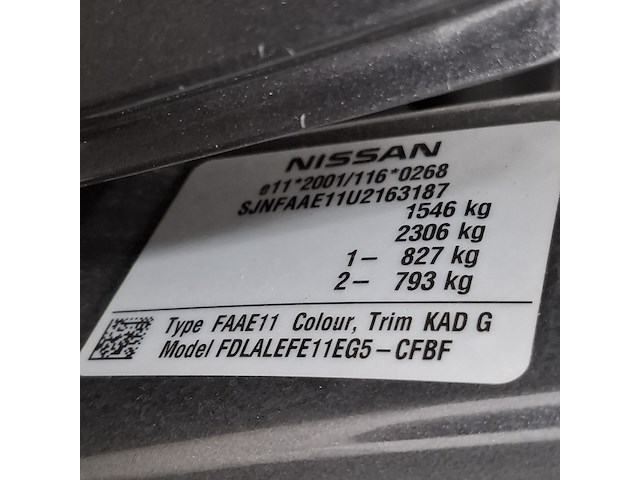 NISSAN
e11*2001/116*0268
SJNFAAE11U2163187
1546 kg
2306 kg
1- 827 kg
2- 793 kg
Type FAAE11 Colour, Trim KAD G
Model FDLALEFE11EG5-CFBF